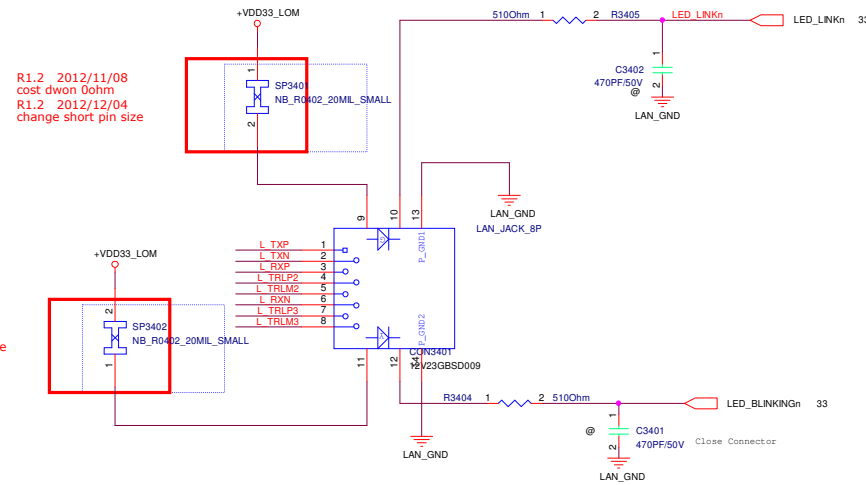 +VDD33_LOM
510Ohm 1 2 R3405 LED_LINKn LED_LINKn 33
R1.2 2012/11/08
cost dwon 0ohm
R1.2 2012/12/04
change short pin size
1
SP3401
NB_R0402_20MIL_SMALL
2
1
C3402
470PF/50V
@
2
LAN_GND
9
10
13
LAN_GND
LAN_JACK_8P
P_GND1
L_TXP 1
L_TXN 2
L_RXP 3
L_TRLP2 4
L_TRLM2 5
L_RXN 6
L_TRLP3 7
L_TRLM3 8
+VDD33_LOM
2
SP3402
NB_R0402_20MIL_SMALL
1
e
P_GND2
CON3401
12V23GBSD009
11
12
14
R3404 1 2 510Ohm LED_BLINKINGn 33
LAN_GND
1
@
C3401
470PF/50V
Close Connector
2
LAN_GND